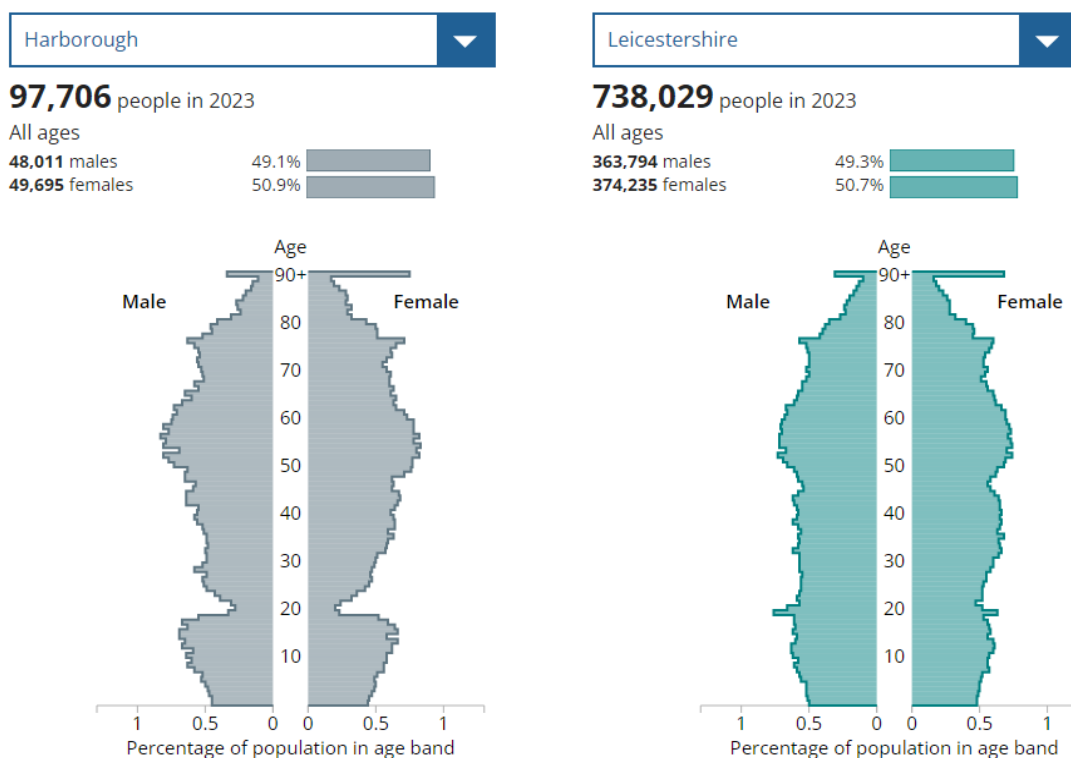 Harborough
97,706 people in 2023
All ages
48,011 males 49.1%
49,695 females 50.9%
Age
90+
Male Female
80
70
60
50
40
30
20
10
1 0.5 0 0 0.5 1
Percentage of population in age band
Leicestershire
738,029 people in 2023
All ages
363,794 males 49.3%
374,235 females 50.7%
Age
90+
Male Female
80
70
60
50
40
30
20
10
1 0.5 0 0 0.5 1
Percentage of population in age band